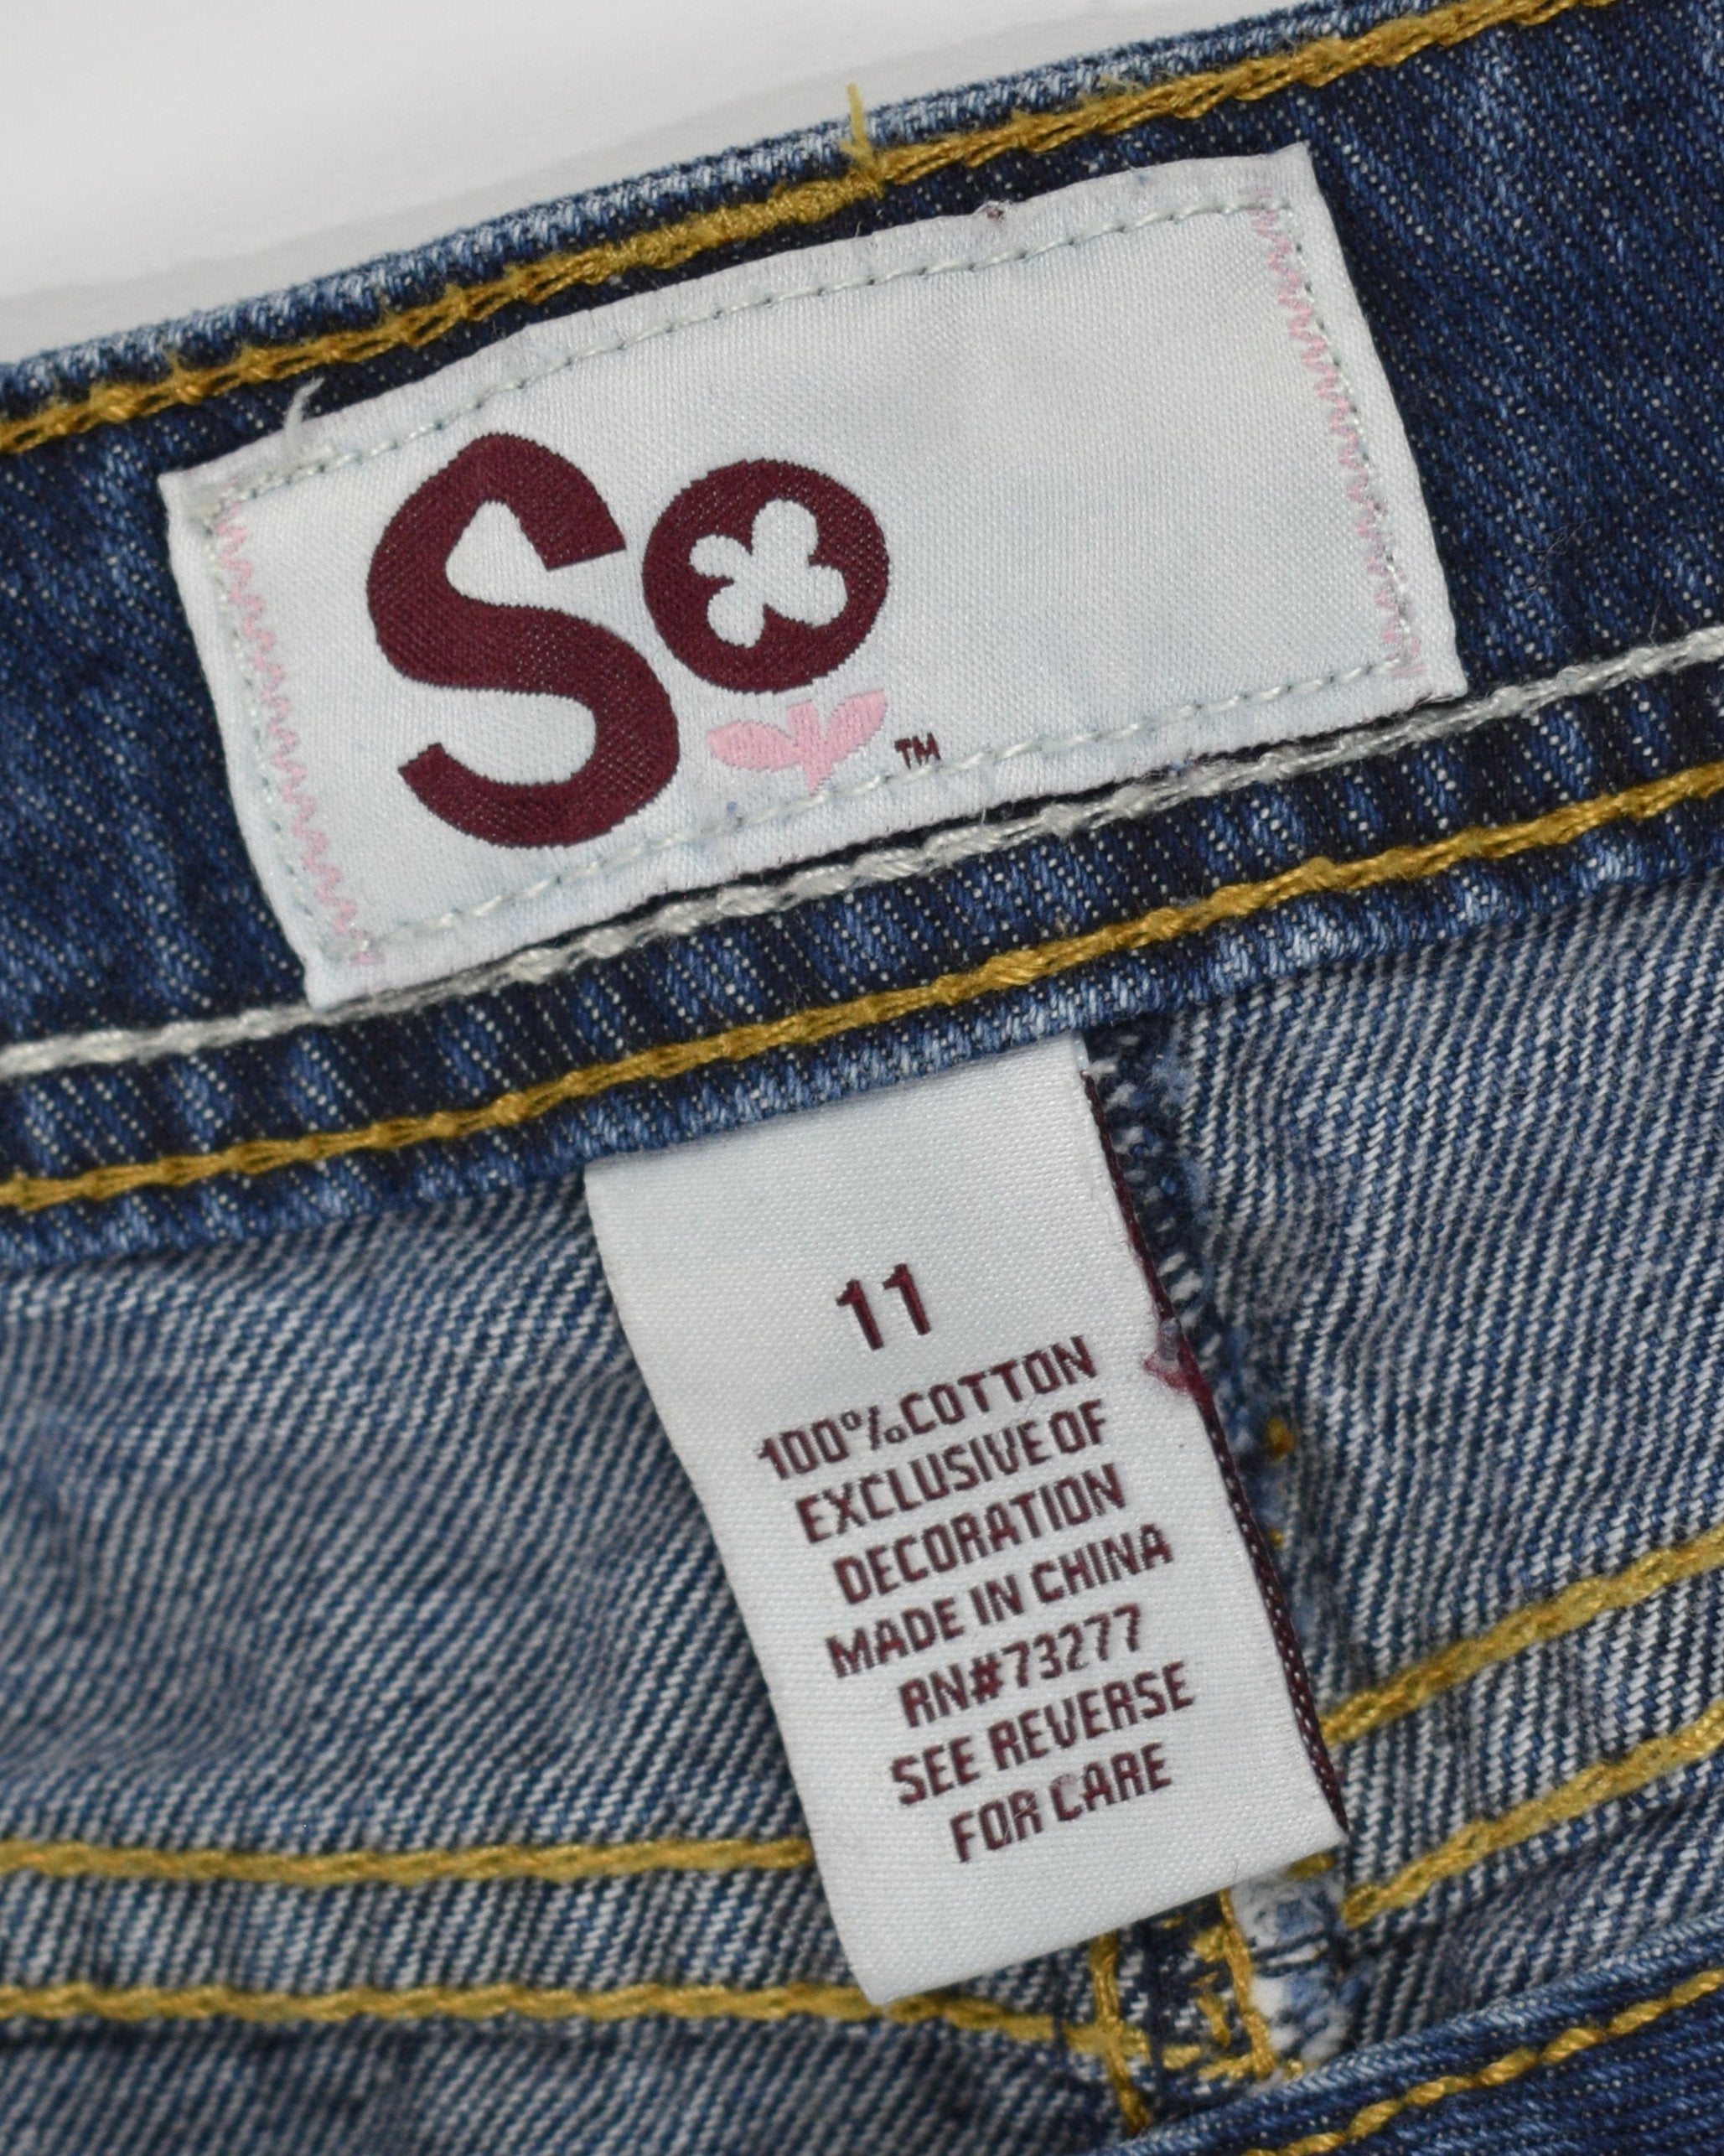 So
TM
11
100%COTTON
EXCLUSIVE OF
DECORATION
MADE IN CHINA
RN#73277
SEE REVERSE
FOR CARE